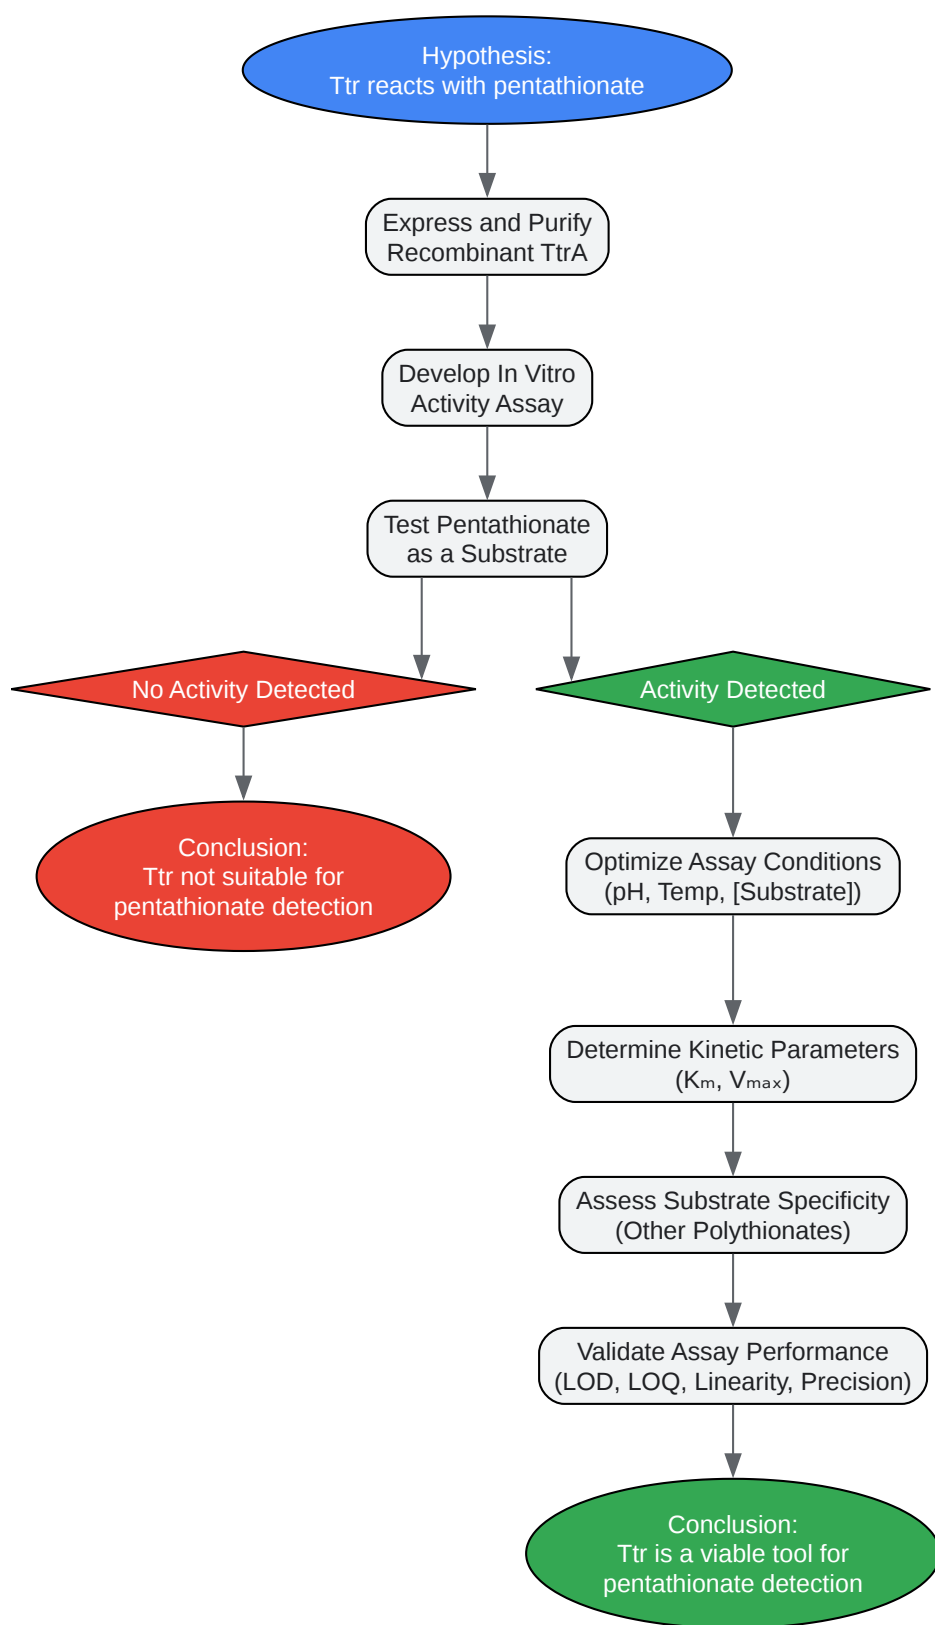 Hypothesis:
Ttr reacts with pentathionate
Express and Purify
Recombinant TtrA
Develop In Vitro
Activity Assay
Test Pentathionate
as a Substrate
No Activity Detected
Activity Detected
Conclusion:
Ttr not suitable for
pentathionate detection
Optimize Assay Conditions
(pH, Temp, [Substrate])
Determine Kinetic Parameters
(Kₘ, Vₘₐₓ)
Assess Substrate Specificity
(Other Polythionates)
Validate Assay Performance
(LOD, LOQ, Linearity, Precision)
Conclusion:
Ttr is a viable tool for
pentathionate detection